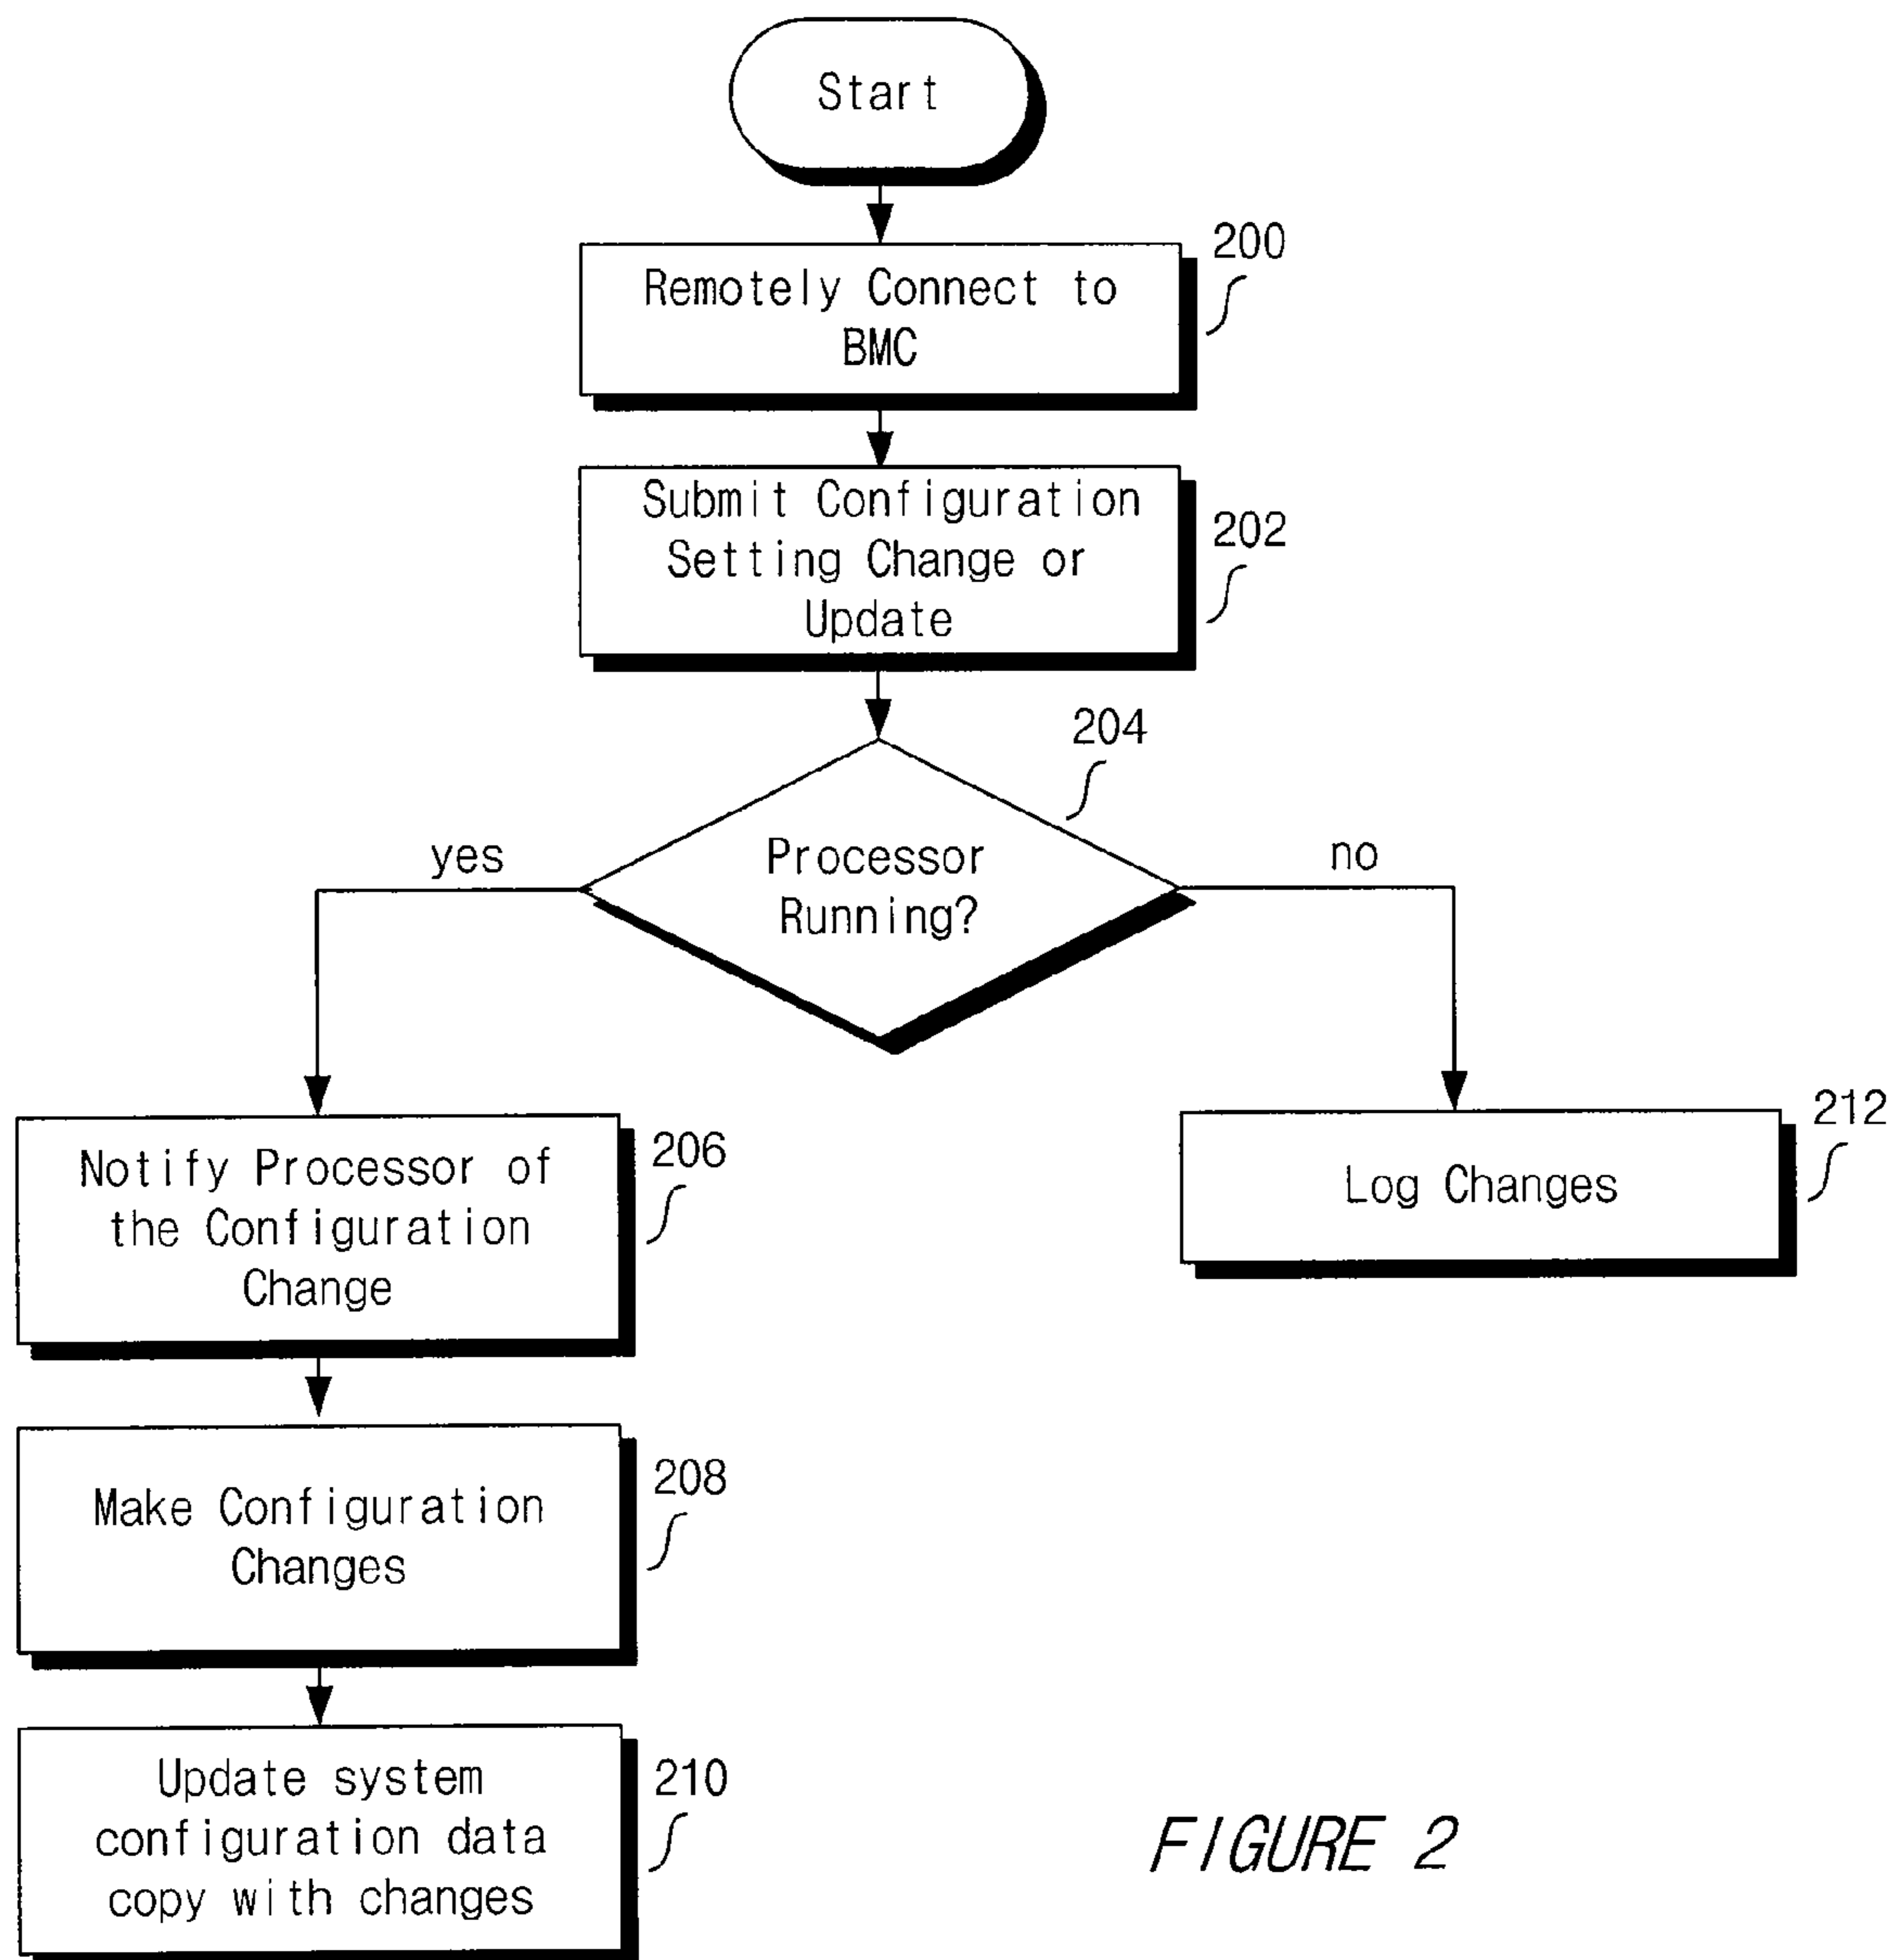 Start
200
Remotely Connect to
BMC
202
Submit Configuration
Setting Change or
Update
204
Processor
Running?
yes
no
206
Notify Processor of
the Configuration
Change
212
Log Changes
208
Make Configuration
Changes
210
Update system
configuration data
copy with changes
FIGURE 2